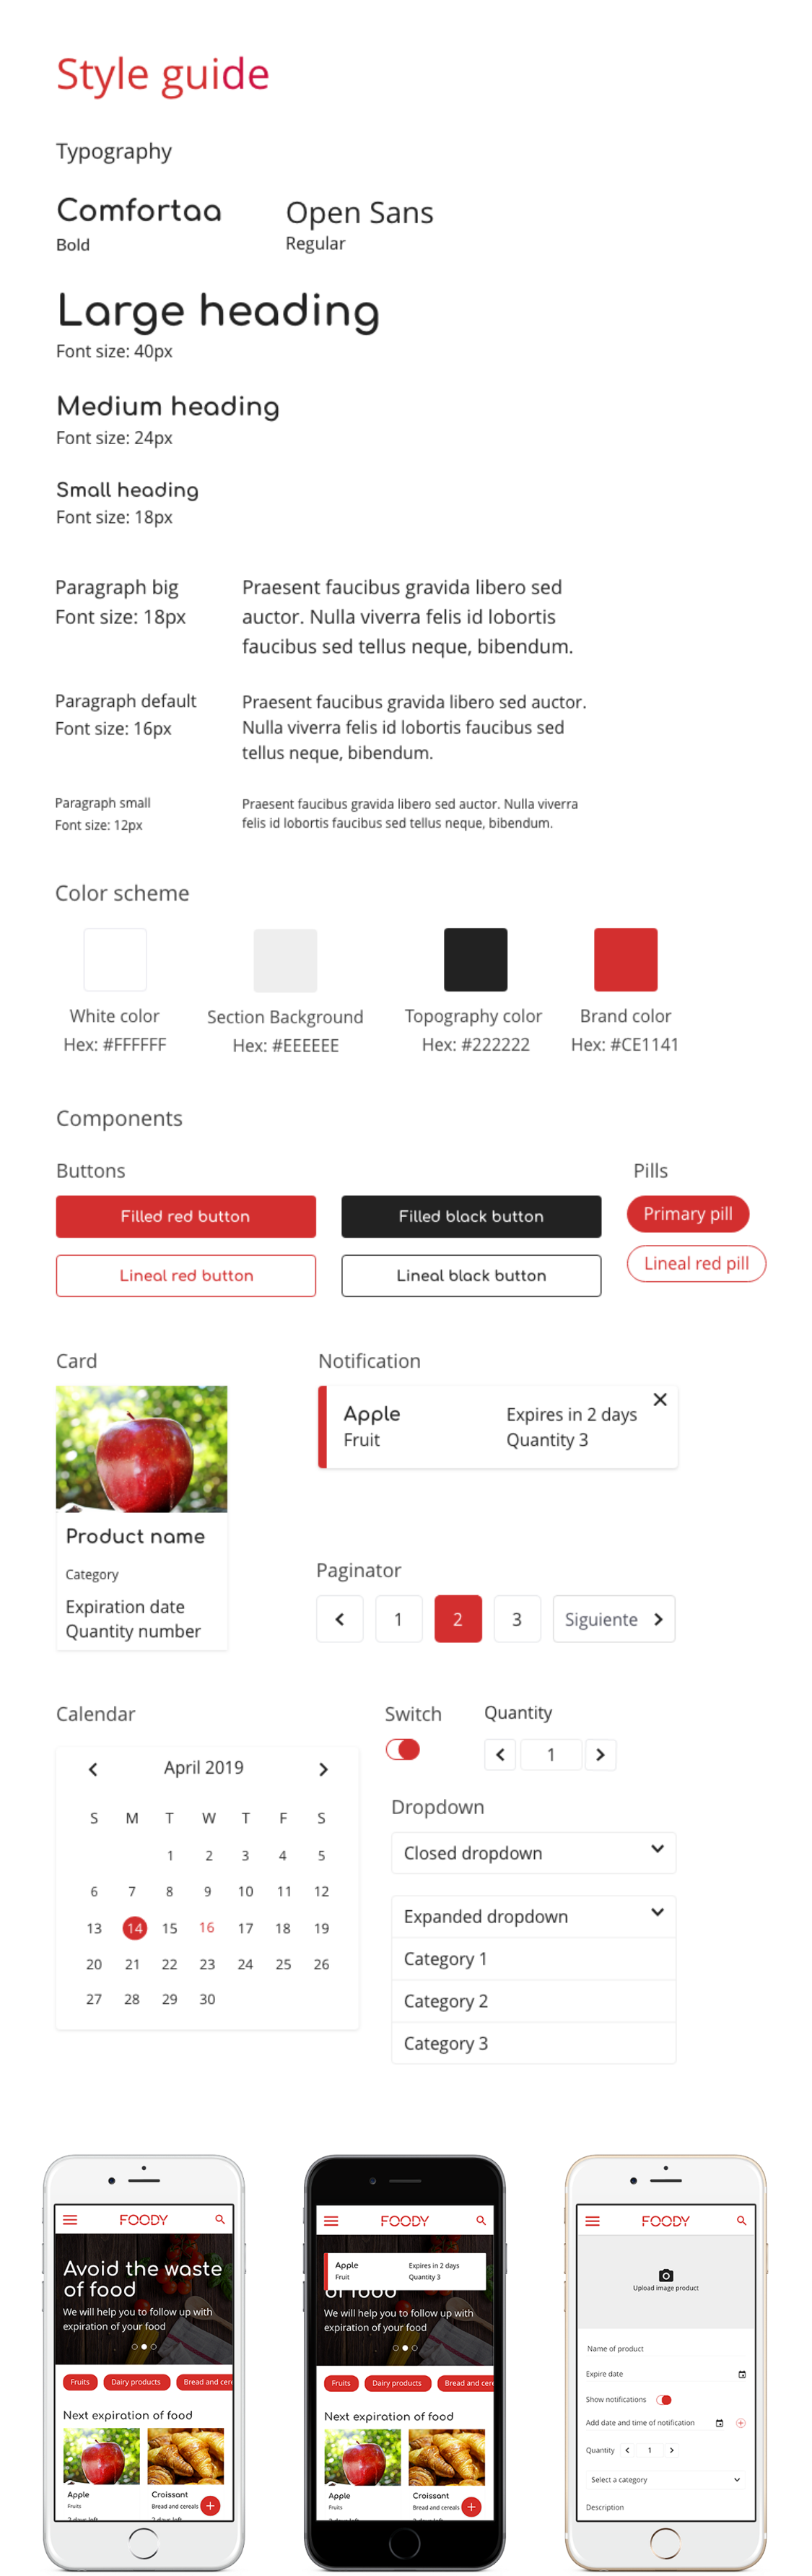 Style guide
Typography
Comfortaa
Bold
Open Sans
Regular
Large heading
Font size: 40px
Medium heading
Font size: 24px
Small heading
Font size: 18px
Paragraph big
Font size: 18px
Praesent faucibus gravida libero sed
auctor. Nulla viverra felis id lobortis
faucibus sed tellus neque, bibendum.
Paragraph default
Font size: 16px
Praesent faucibus gravida libero sed auctor.
Nulla viverra felis id lobortis faucibus sed
tellus neque, bibendum.
Paragraph small
Font size: 12px
Praesent faucibus gravida libero sed auctor. Nulla viverra
felis id lobortis faucibus sed tellus neque, bibendum.
Color scheme
White color
Hex: #FFFFFF
Section Background
Hex: #EEEEEE
Topography color
Hex: #222222
Brand color
Hex: #CE1141
Components
Buttons
Filled red button
Filled black button
Lineal red button
Lineal black button
Pills
Primary pill
Lineal red pill
Card
Product name
Category
Expiration date
Quantity number
Notification
Apple
Fruit
Expires in 2 days
Quantity 3
Paginator
1 2 3 Siguiente
Calendar
April 2019
S M T W T F S
1 2 3 4 5
6 7 8 9 10 11 12
13 14 15 16 17 18 19
20 21 22 23 24 25 26
27 28 29 30
Switch
Quantity
1
Dropdown
Closed dropdown
Expanded dropdown
Category 1
Category 2
Category 3
FOODY
Avoid the waste
of food
We will help you to follow up with
expiration of your food
Fruits Dairy products Bread and cere
Next expiration of food
Apple
Fruits
Croissant
Bread and cereals
2 days left
FOODY
Apple
Fruit
Expires in 2 days
Quantity 3
of food
We will help you to follow up with
expiration of your food
Fruits Dairy products Bread and cere
Next expiration of food
Apple
Fruits
Croissant
Bread and cereals
FOODY
Upload image product
Name of product
Expire date
Show notifications
Add date and time of notification
Quantity 1
Select a category
Description